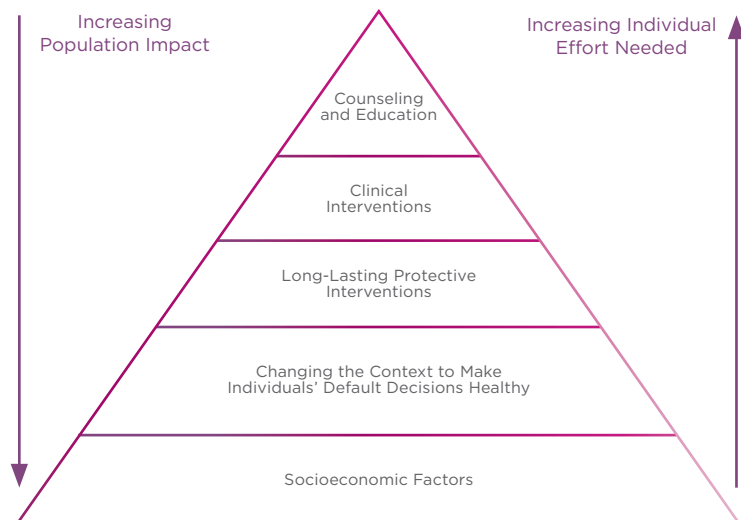 Increasing
Population Impact
Increasing Individual
Effort Needed
Counseling
and Education
Clinical
Interventions
Long-Lasting Protective
Interventions
Changing the Context to Make
Individuals’ Default Decisions Healthy
Socioeconomic Factors